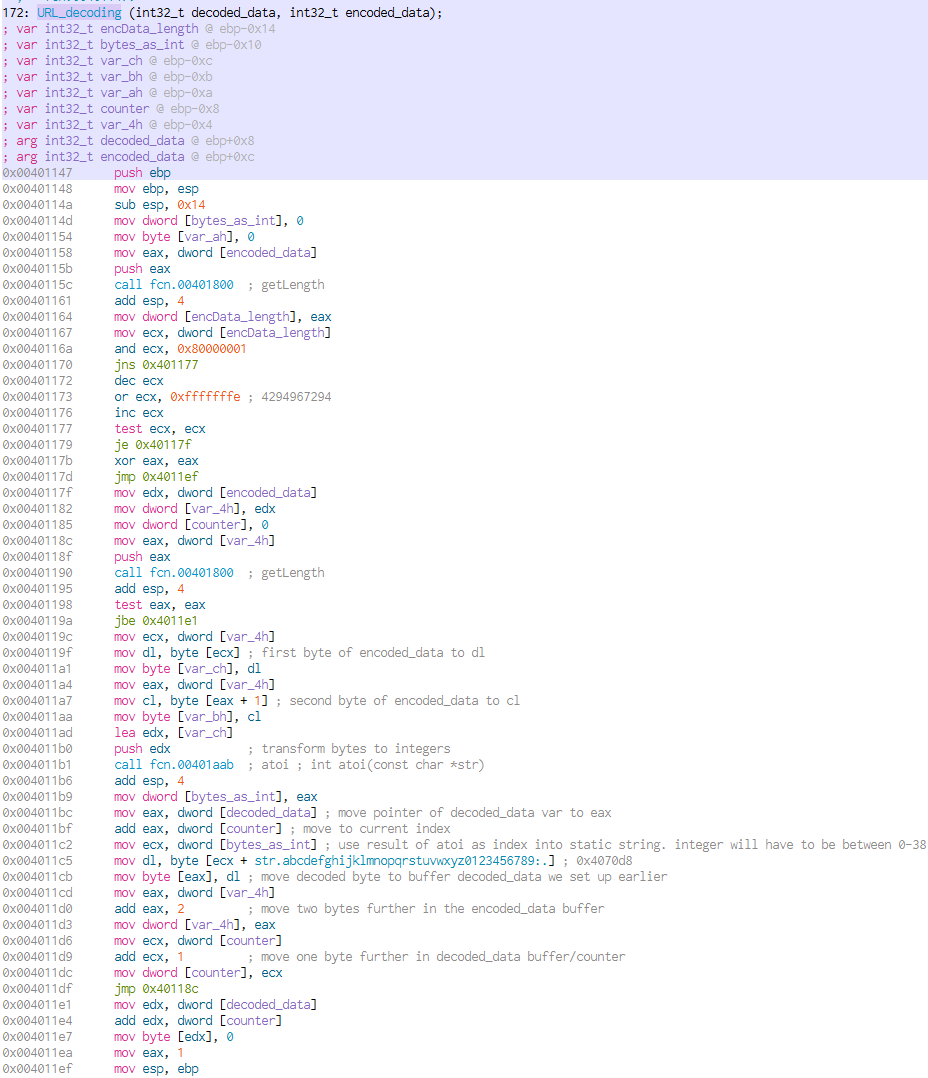 172: URL_decoding (int32_t decoded_data, int32_t encoded_data);
; var int32_t encData_length @ ebp-0x14
; var int32_t bytes_as_int @ ebp-0x10
; var int32_t var_ch @ ebp-0xc
; var int32_t var_bh @ ebp-0xb
; var int32_t var_ah @ ebp-0xa
; var int32_t counter @ ebp-0x8
; var int32_t var_4h @ ebp-0x4
; arg int32_t decoded_data @ ebp+0x8
; arg int32_t encoded_data @ ebp+0xc
0x00401147 push ebp
0x00401148 mov ebp, esp
0x0040114a sub esp, 0x14
0x0040114d mov dword [bytes_as_int], 0
0x00401154 mov byte [var_ah], 0
0x00401158 mov eax, dword [encoded_data]
0x0040115b push eax
0x0040115c call fcn.00401800 ; getLength
0x00401161 add esp, 4
0x00401164 mov dword [encData_length], eax
0x00401167 mov ecx, dword [encData_length]
0x0040116a and ecx, 0x80000001
0x00401170 jns 0x401177
0x00401172 dec ecx
0x00401173 or ecx, 0xfffffffe ; 4294967294
0x00401176 inc ecx
0x00401177 test ecx, ecx
0x00401179 je 0x40117f
0x0040117b xor eax, eax
0x0040117d jmp 0x4011ef
0x0040117f mov edx, dword [encoded_data]
0x00401182 mov dword [var_4h], edx
0x00401185 mov dword [counter], 0
0x0040118c mov eax, dword [var_4h]
0x0040118f push eax
0x00401190 call fcn.00401800 ; getLength
0x00401195 add esp, 4
0x00401198 test eax, eax
0x0040119a jbe 0x4011e1
0x0040119c mov ecx, dword [var_4h]
0x0040119f mov dl, byte [ecx] ; first byte of encoded_data to dl
0x004011a1 mov byte [var_ch], dl
0x004011a4 mov eax, dword [var_4h]
0x004011a7 mov cl, byte [eax + 1] ; second byte of encoded_data to cl
0x004011aa mov byte [var_bh], cl
0x004011ad lea edx, [var_ch]
0x004011b0 push edx ; transform bytes to integers
0x004011b1 call fcn.00401aab ; atoi ; int atoi(const char *str)
0x004011b6 add esp, 4
0x004011b9 mov dword [bytes_as_int], eax
0x004011bc mov eax, dword [decoded_data] ; move pointer of decoded_data var to eax
0x004011bf add eax, dword [counter] ; move to current index
0x004011c2 mov ecx, dword [bytes_as_int] ; use result of atoi as index into static string. integer will have to be between 0-38
0x004011c5 mov dl, byte [ecx + str.abcdefghijklmnopqrstuvwxyz0123456789:.] ; 0x4070d8
0x004011cb mov byte [eax], dl ; move decoded byte to buffer decoded_data we set up earlier
0x004011cd mov eax, dword [var_4h]
0x004011d0 add eax, 2 ; move two bytes further in the encoded_data buffer
0x004011d3 mov dword [var_4h], eax
0x004011d6 mov ecx, dword [counter]
0x004011d9 add ecx, 1 ; move one byte further in decoded_data buffer/counter
0x004011dc mov dword [counter], ecx
0x004011df jmp 0x40118c
0x004011e1 mov edx, dword [decoded_data]
0x004011e4 add edx, dword [counter]
0x004011e7 mov byte [edx], 0
0x004011ea mov eax, 1
0x004011ef mov esp, ebp